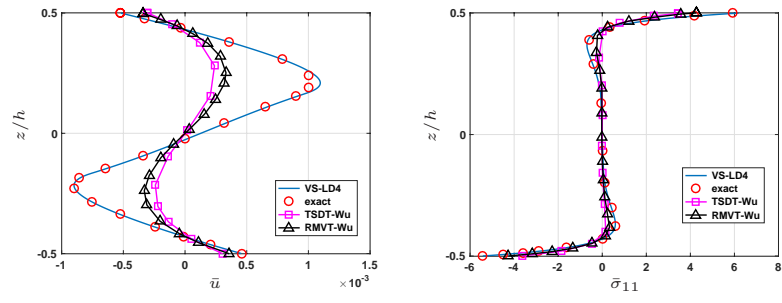 0.5
z/h
0
-0.5
-1
-0.5
0
0.5
1
1.5
×10⁻³
ū
VS-LD4
exact
TSDT-Wu
RMVT-Wu
0.5
z/h
0
-0.5
-8
-6
-4
-2
0
2
4
6
8
σ̄₁₁
VS-LD4
exact
TSDT-Wu
RMVT-Wu